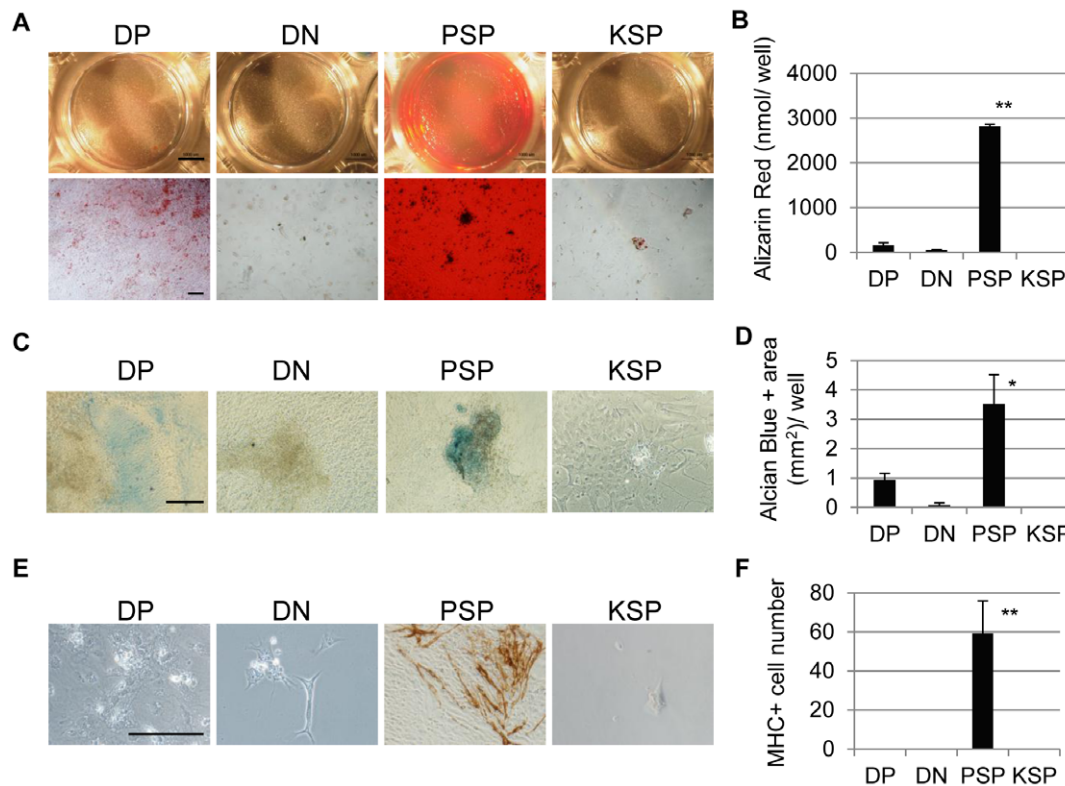 A
DP DN PSP KSP
B
Alizarin Red (nmol/ well)
4000
3000
2000
1000
0
DP DN PSP KSP
**
C
DP DN PSP KSP
D
Alcian Blue + area
(mm²)/ well
5
4
3
2
1
0
DP DN PSP KSP
*
E
DP DN PSP KSP
F
MHC+ cell number
80
60
40
20
0
DP DN PSP KSP
**